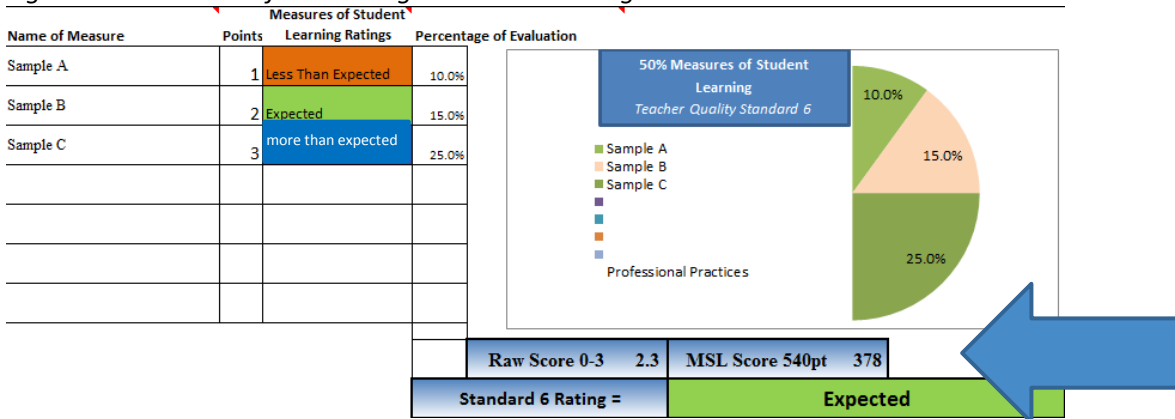 Measures of Student
Name of Measure Points Learning Ratings Percentage of Evaluation
Sample A 1 Less Than Expected 10.0%
Sample B 2 Expected 15.0%
Sample C 3 more than expected 25.0%
50% Measures of Student
Learning
Teacher Quality Standard 6
Sample A
Sample B
Sample C
Professional Practices
10.0%
15.0%
25.0%
Raw Score 0-3 2.3 MSL Score 540pt 378
Standard 6 Rating = Expected